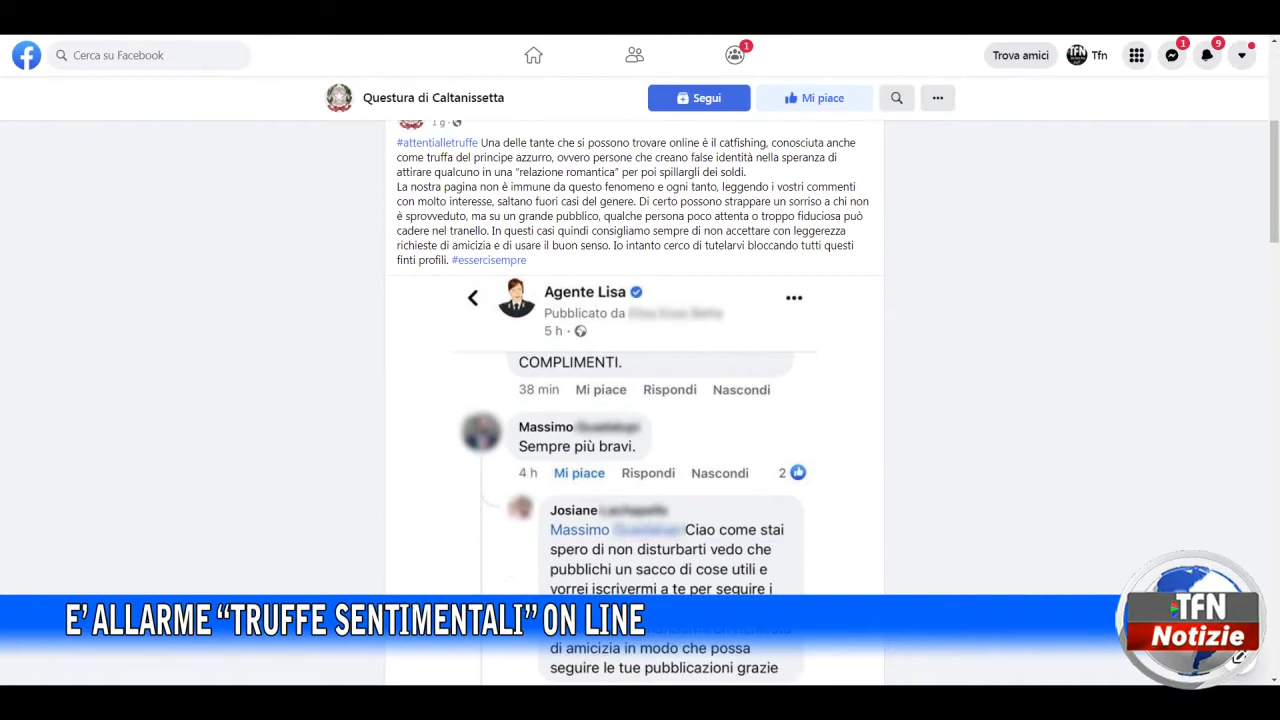 Cerca su Facebook
1
Trova amici
TFN
Tfn
1
9
Questura di Caltanissetta
Segui
Mi piace
1 g ·
#attentialletruffe Una delle tante che si possono trovare online è il catfishing, conosciuta anche
come truffa del principe azzurro, ovvero persone che creano false identità nella speranza di
attirare qualcuno in una "relazione romantica" per poi spillargli dei soldi.
La nostra pagina non è immune da questo fenomeno e ogni tanto, leggendo i vostri commenti
con molto interesse, saltano fuori casi del genere. Di certo possono strappare un sorriso a chi non
è sprovveduto, ma su un grande pubblico, qualche persona poco attenta o troppo fiduciosa può
cadere nel tranello. In questi casi quindi consigliamo sempre di non accettare con leggerezza
richieste di amicizia e di usare il buon senso. Io intanto cerco di tutelarvi bloccando tutti questi
finti profili. #essercisempre
Agente Lisa
Pubblicato da
5 h ·
COMPLIMENTI.
38 min Mi piace Rispondi Nascondi
Massimo
Sempre più bravi.
4 h Mi piace Rispondi Nascondi 2
Josiane
Massimo Ciao come stai
spero di non disturbarti vedo che
pubblichi un sacco di cose utili e
vorrei iscrivermi a te per seguire i
di amicizia in modo che possa
seguire le tue pubblicazioni grazie
E' ALLARME “TRUFFE SENTIMENTALI” ON LINE
TFN
Notizie